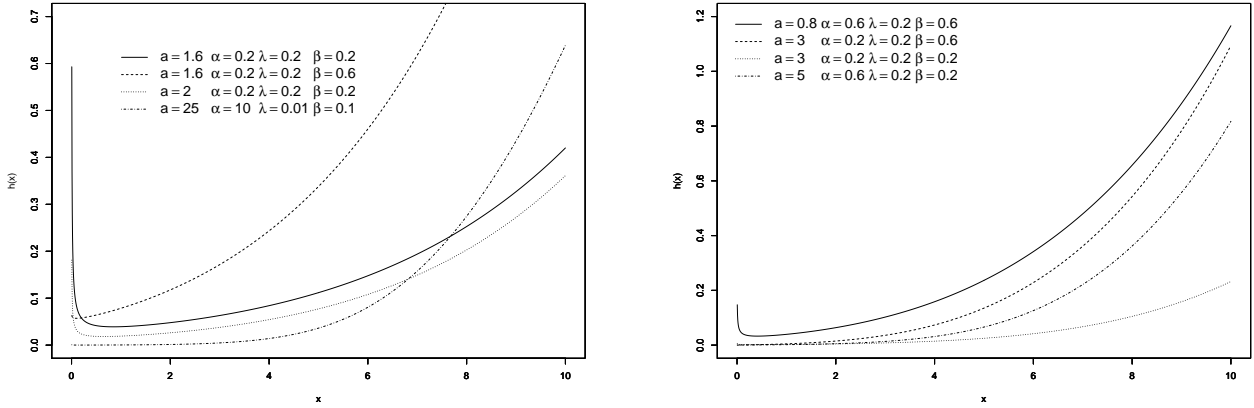 0.7
0.6
0.5
0.4
0.3
0.2
0.1
0.0
h(x)
a = 1.6 α = 0.2 λ = 0.2 β = 0.2
a = 1.6 α = 0.2 λ = 0.2 β = 0.6
a = 2 α = 0.2 λ = 0.2 β = 0.2
a = 25 α = 10 λ = 0.01 β = 0.1
0 2 4 6 8 10
x
1.2
1.0
0.8
0.6
0.4
0.2
0.0
h(x)
a = 0.8 α = 0.6 λ = 0.2 β = 0.6
a = 3 α = 0.2 λ = 0.2 β = 0.6
a = 3 α = 0.2 λ = 0.2 β = 0.2
a = 5 α = 0.6 λ = 0.2 β = 0.2
0 2 4 6 8 10
x